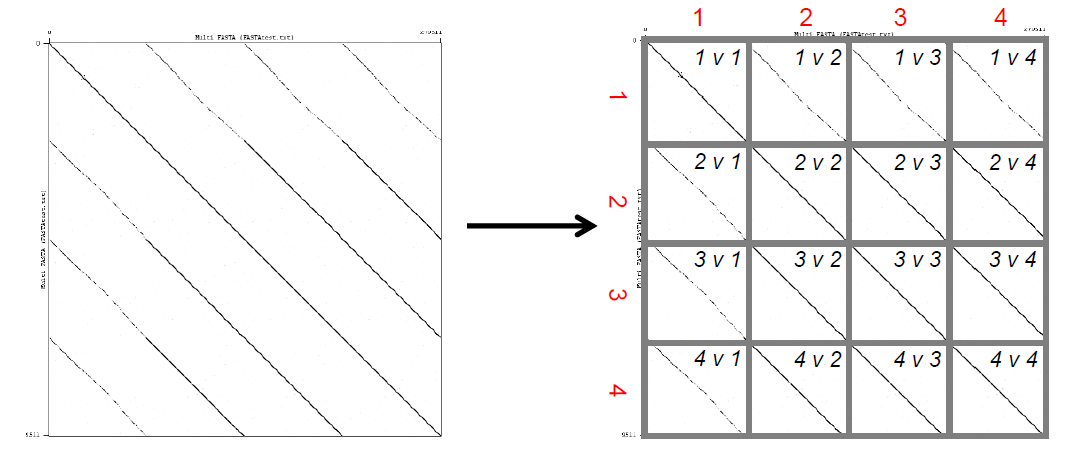 0
Multi FASTA (FASTAtest.txt)
0
Multi FASTA (FASTAtest.txt)
1 2 3 4
Multi FASTA (FASTAtest.txt)
0
1 v 1 1 v 2 1 v 3 1 v 4
1
2 v 1 2 v 2 2 v 3 2 v 4
2
3 v 1 3 v 2 3 v 3 3 v 4
3
4 v 1 4 v 2 4 v 3 4 v 4
4